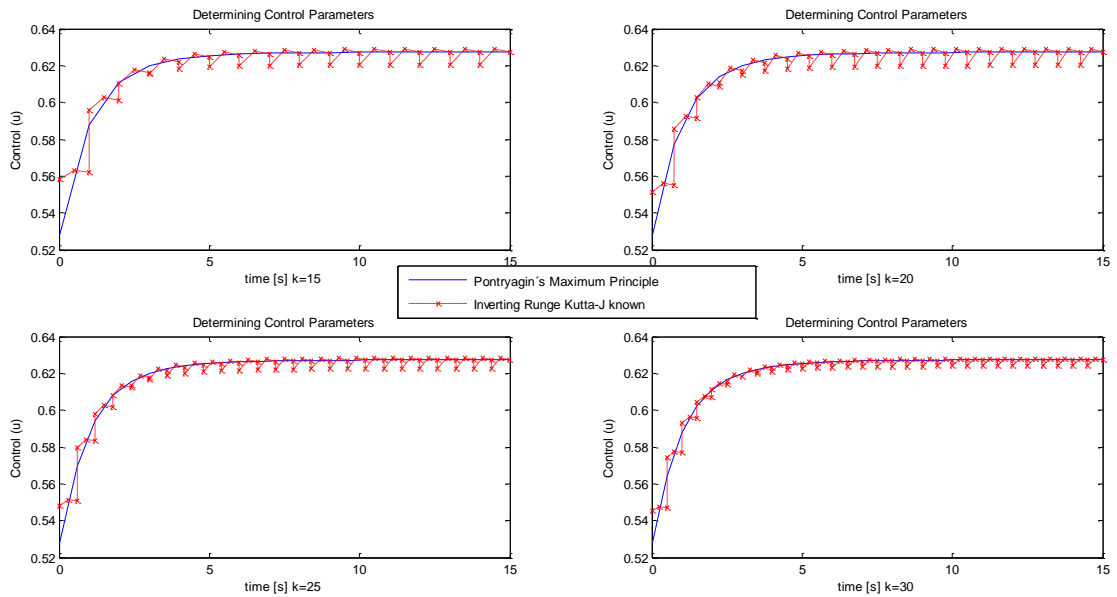 Determining Control Parameters
0.64
0.62
0.6
0.58
0.56
0.54
0.52
Control (u)
0 5 10 15
time [s] k=15
Determining Control Parameters
0.64
0.62
0.6
0.58
0.56
0.54
0.52
Control (u)
0 5 10 15
time [s] k=20
Pontryagin´s Maximum Principle
Inverting Runge Kutta-J known
Determining Control Parameters
0.64
0.62
0.6
0.58
0.56
0.54
0.52
Control (u)
0 5 10 15
time [s] k=25
Determining Control Parameters
0.64
0.62
0.6
0.58
0.56
0.54
0.52
Control (u)
0 5 10 15
time [s] k=30